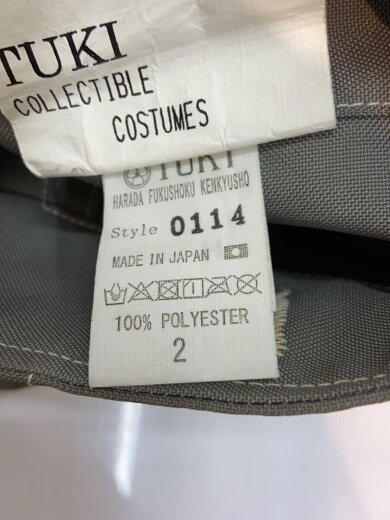 TUKI
COLLECTIBLE
COSTUMES
TUKI
HARADA FUKUSHOKU KENKYUSHO
Style 0114
MADE IN JAPAN
100% POLYESTER
2